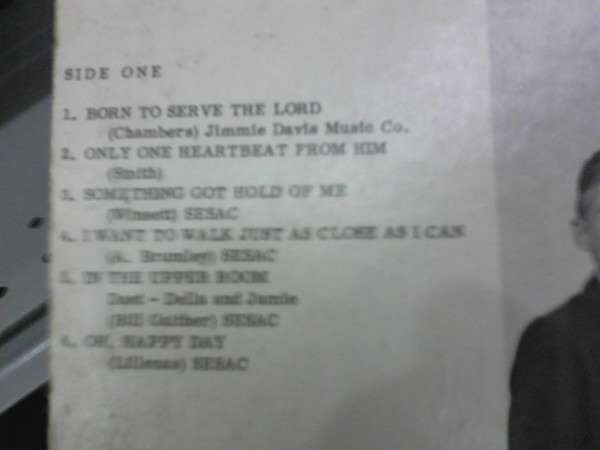 SIDE ONE
1. BORN TO SERVE THE LORD
(Chambers) Jimmie Davis Music Co.
2. ONLY ONE HEARTBEAT FROM HIM
(Smith)
3. SOMETHING GOT HOLD OF ME
(Winsett) SESAC
4. I WANT TO WALK JUST AS CLOSE AS I CAN
(A. Brumley) SESAC
5. IN THE UPPER ROOM
Duet - Della and Jamie
(Bill Gaither) SESAC
6. OH, HAPPY DAY
(Lillenas) SESAC